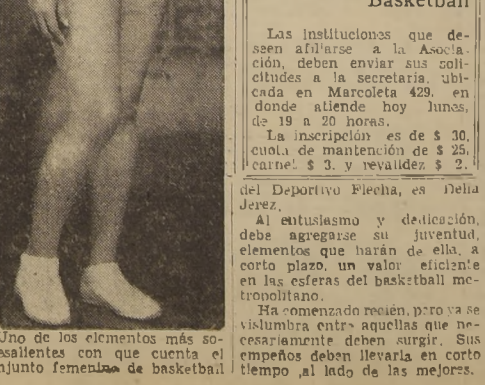 Basketball
Las instituciones que de-
seen afiliarse a la Asocia-
ción, deben enviar sus soli-
citudes a la secretaría, ubi-
cada en Marcoleta 429, en
donde atiende hoy lunes,
de 19 a 20 horas.
La inscripción es de $ 30,
cuota de mantención de $ 25,
carnet $ 3, y revalidez $ 2.
Uno de los elementos más so-
esalientes con que cuenta el
njunto femenino de basketball
del Deportivo Flecha, es Delia
Jerez.
Al entusiasmo y dedicación,
debe agregarse su juventud,
elementos que harán de ella, a
corto plazo, un valor eficiente
en las esferas del basketball me-
tropolitano.
Ha comenzado recién, pero ya se
vislumbra entre aquellas que ne-
cesariamente deben surgir. Sus
empeños deben llevarla en corto
tiempo ,al lado de las mejores.